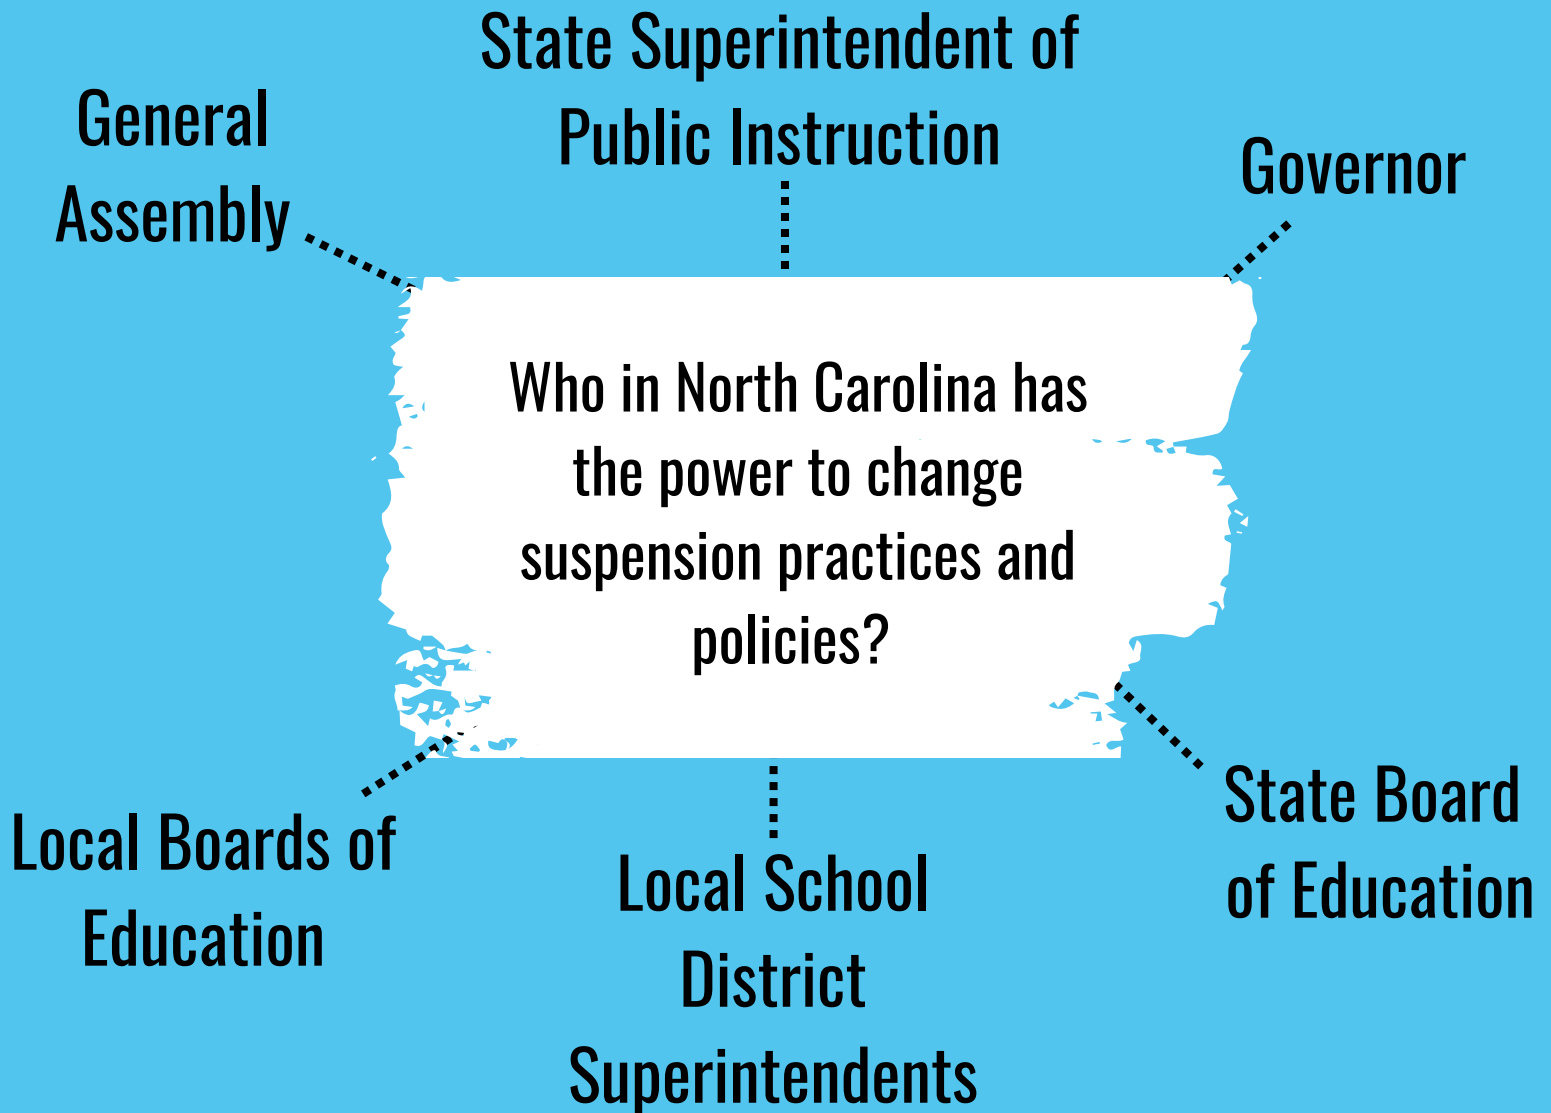 State Superintendent of
Public Instruction
General
Assembly
Governor
Who in North Carolina has
the power to change
suspension practices and
policies?
Local Boards of
Education
Local School
District
Superintendents
State Board
of Education